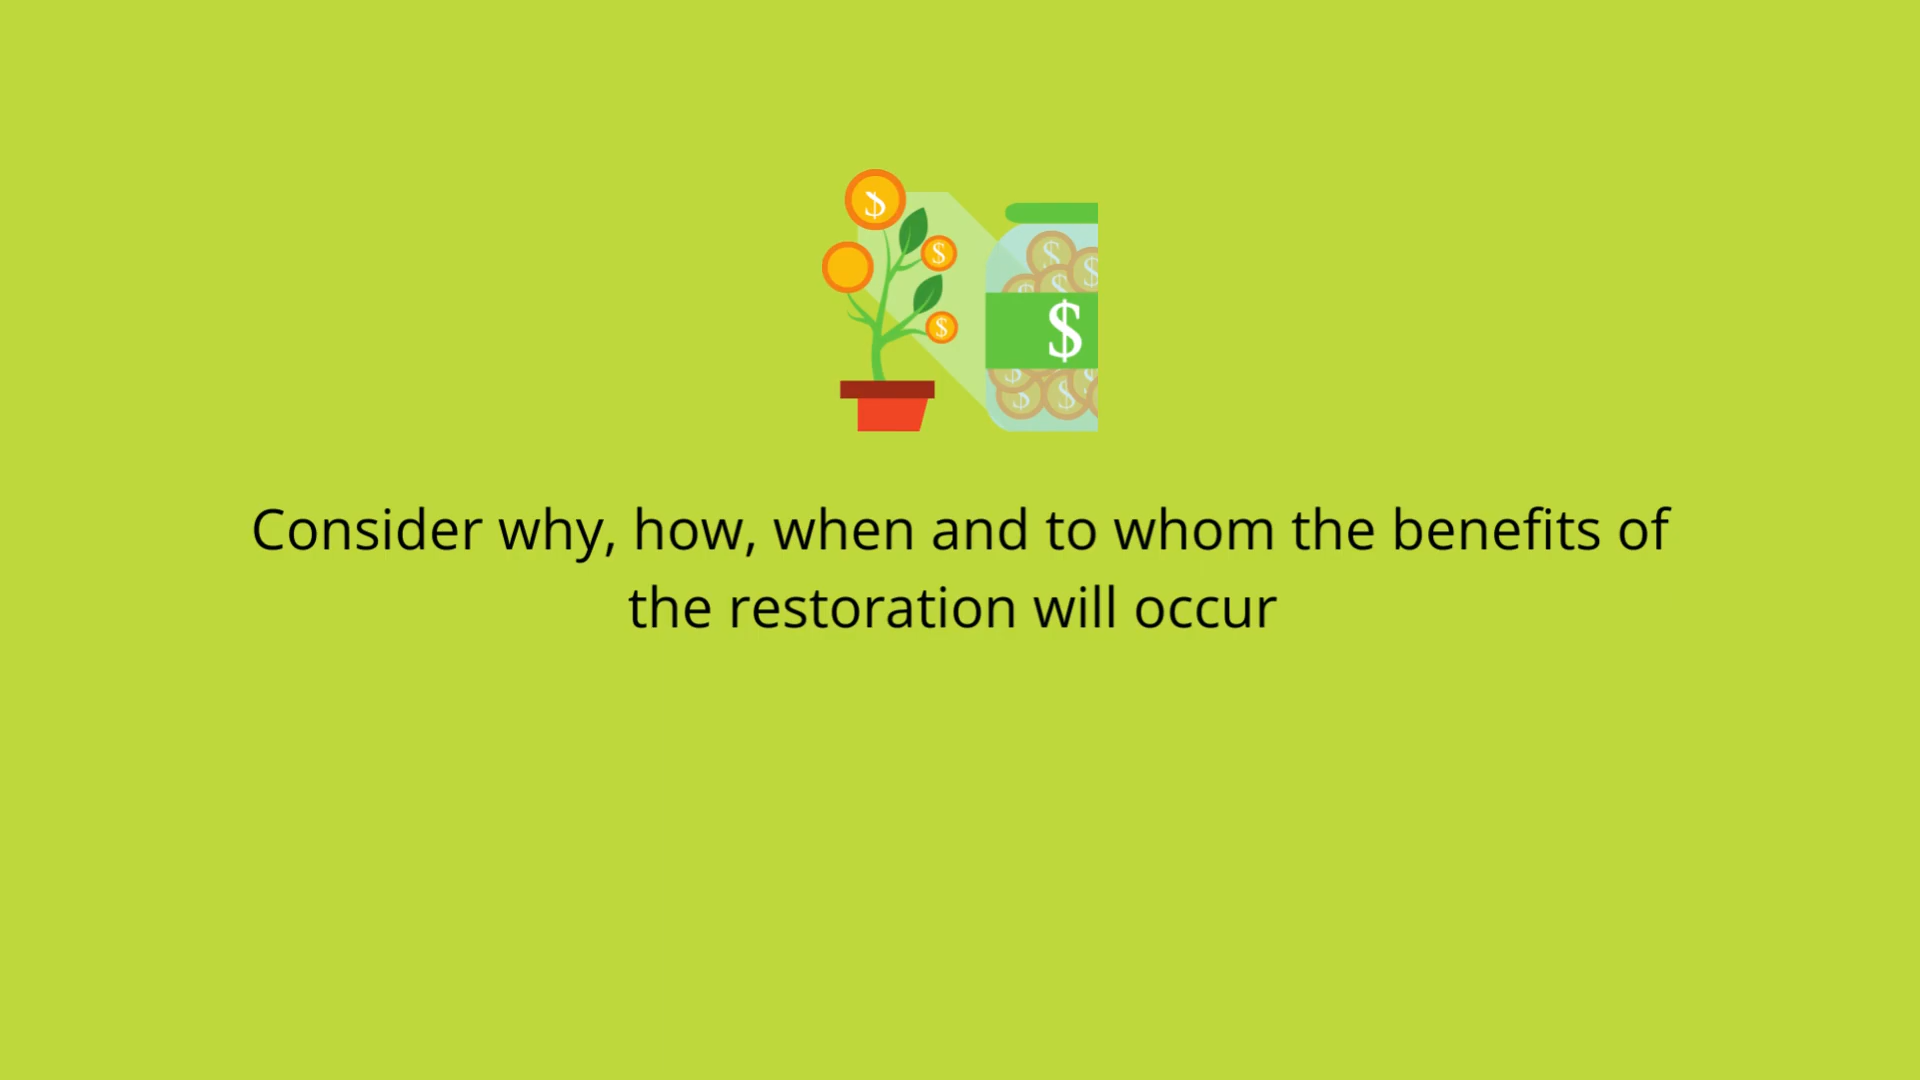 $
$
$
$
Consider why, how, when and to whom the benefits of
the restoration will occur